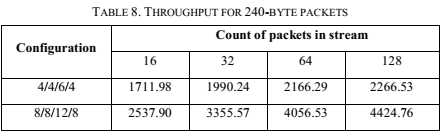 TABLE 8. THROUGHPUT FOR 240-BYTE PACKETS
Configuration Count of packets in stream
16 32 64 128
4/4/6/4 1711.98 1990.24 2166.29 2266.53
8/8/12/8 2537.90 3355.57 4056.53 4424.76